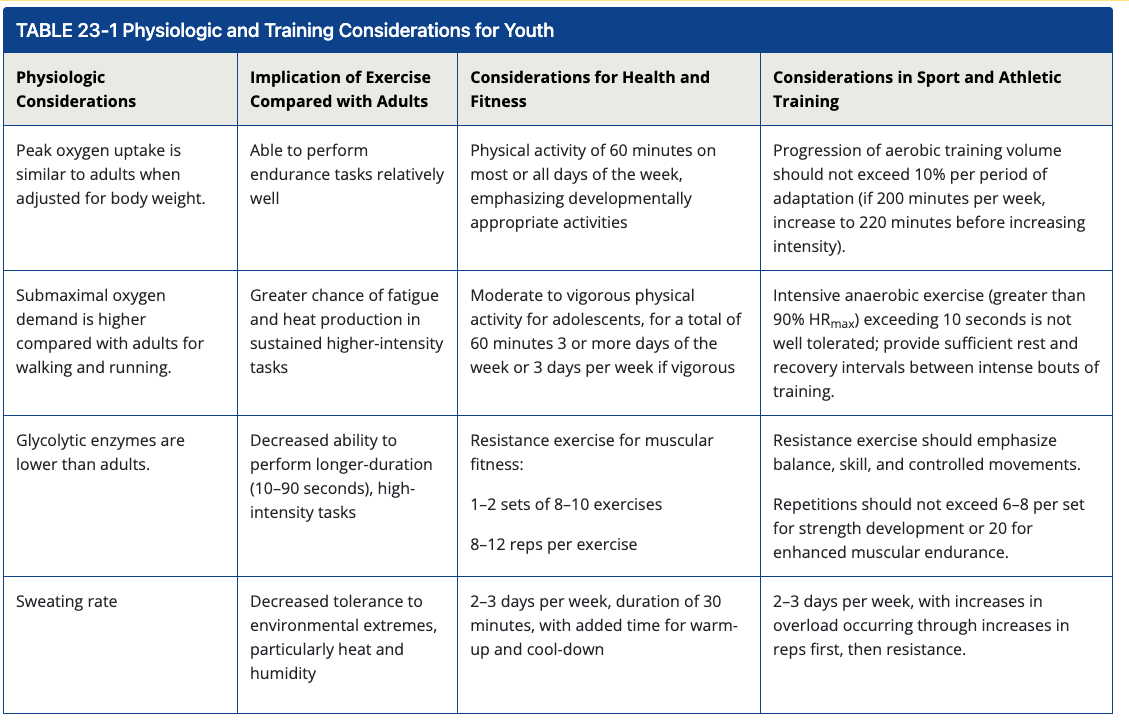 TABLE 23-1 Physiologic and Training Considerations for Youth
Physiologic
Considerations
Implication of Exercise
Compared with Adults
Considerations for Health and
Fitness
Considerations in Sport and Athletic
Training
Peak oxygen uptake is
similar to adults when
adjusted for body weight.
Able to perform
endurance tasks relatively
well
Physical activity of 60 minutes on
most or all days of the week,
emphasizing developmentally
appropriate activities
Progression of aerobic training volume
should not exceed 10% per period of
adaptation (if 200 minutes per week,
increase to 220 minutes before increasing
intensity).
Submaximal oxygen
demand is higher
compared with adults for
walking and running.
Greater chance of fatigue
and heat production in
sustained higher-intensity
tasks
Moderate to vigorous physical
activity for adolescents, for a total of
60 minutes 3 or more days of the
week or 3 days per week if vigorous
Intensive anaerobic exercise (greater than
90% HRmax) exceeding 10 seconds is not
well tolerated; provide sufficient rest and
recovery intervals between intense bouts of
training.
Glycolytic enzymes are
lower than adults.
Decreased ability to
perform longer-duration
(10–90 seconds), high-
intensity tasks
Resistance exercise for muscular
fitness:
1–2 sets of 8–10 exercises
8–12 reps per exercise
Resistance exercise should emphasize
balance, skill, and controlled movements.
Repetitions should not exceed 6–8 per set
for strength development or 20 for
enhanced muscular endurance.
Sweating rate
Decreased tolerance to
environmental extremes,
particularly heat and
humidity
2–3 days per week, duration of 30
minutes, with added time for warm-
up and cool-down
2–3 days per week, with increases in
overload occurring through increases in
reps first, then resistance.